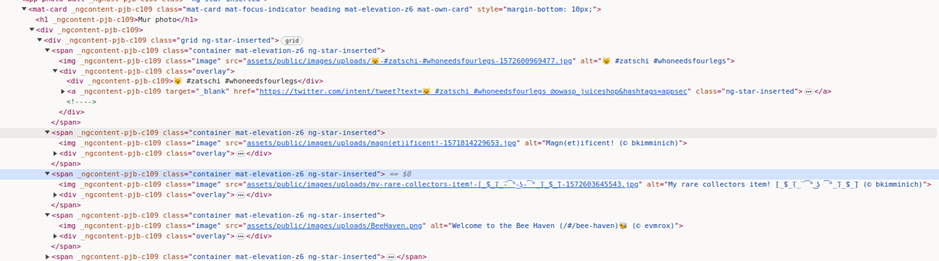 <mat-card _ngcontent-pjb-c109 class="mat-card mat-focus-indicator heading mat-elevation-z6 mat-own-card" style="margin-bottom: 10px;">
<h1 _ngcontent-pjb-c109>Mur photo</h1>
<div _ngcontent-pjb-c109>
<div _ngcontent-pjb-c109 class="grid ng-star-inserted"> grid
<span _ngcontent-pjb-c109 class="container mat-elevation-z6 ng-star-inserted">
<img _ngcontent-pjb-c109 class="image" src="assets/public/images/uploads/😼-#zatschi-#whoneedsfourlegs-1572600969477.jpg" alt="😼 #zatschi #whoneedsfourlegs">
<div _ngcontent-pjb-c109 class="overlay">
<div _ngcontent-pjb-c109>😼 #zatschi #whoneedsfourlegs</div>
<a _ngcontent-pjb-c109 target="_blank" href="https://twitter.com/intent/tweet?text=😼 #zatschi #whoneedsfourlegs @owasp_juiceshop&hashtags=appsec" class="ng-star-inserted">…</a>
<!---->
</div>
</span>
<span _ngcontent-pjb-c109 class="container mat-elevation-z6 ng-star-inserted">
<img _ngcontent-pjb-c109 class="image" src="assets/public/images/uploads/magn(et)ificent!-1571814229653.jpg" alt="Magn(et)ificent! (© bkimminich)">
<div _ngcontent-pjb-c109 class="overlay">…</div>
</span>
<span _ngcontent-pjb-c109 class="container mat-elevation-z6 ng-star-inserted"> == $0
<img _ngcontent-pjb-c109 class="image" src="assets/public/images/uploads/my-rare-collectors-item!-[̲̅$̲̅(̲̅-͡°-͜ʖ-͡°̲̅)̲̅$̲̅]-1572603645543.jpg" alt="My rare collectors item! [̲̅$̲̅(̲̅ ͡° ͜ʖ ͡°̲̅)̲̅$̲̅] (© bkimminich)">
<div _ngcontent-pjb-c109 class="overlay">…</div>
</span>
<span _ngcontent-pjb-c109 class="container mat-elevation-z6 ng-star-inserted">
<img _ngcontent-pjb-c109 class="image" src="assets/public/images/uploads/BeeHaven.png" alt="Welcome to the Bee Haven (/#/bee-haven)🐝 (© evmrox)">
<div _ngcontent-pjb-c109 class="overlay">…</div>
</span>
<span _ngcontent-pjb-c109 class="container mat-elevation-z6 ng-star-inserted">…</span>